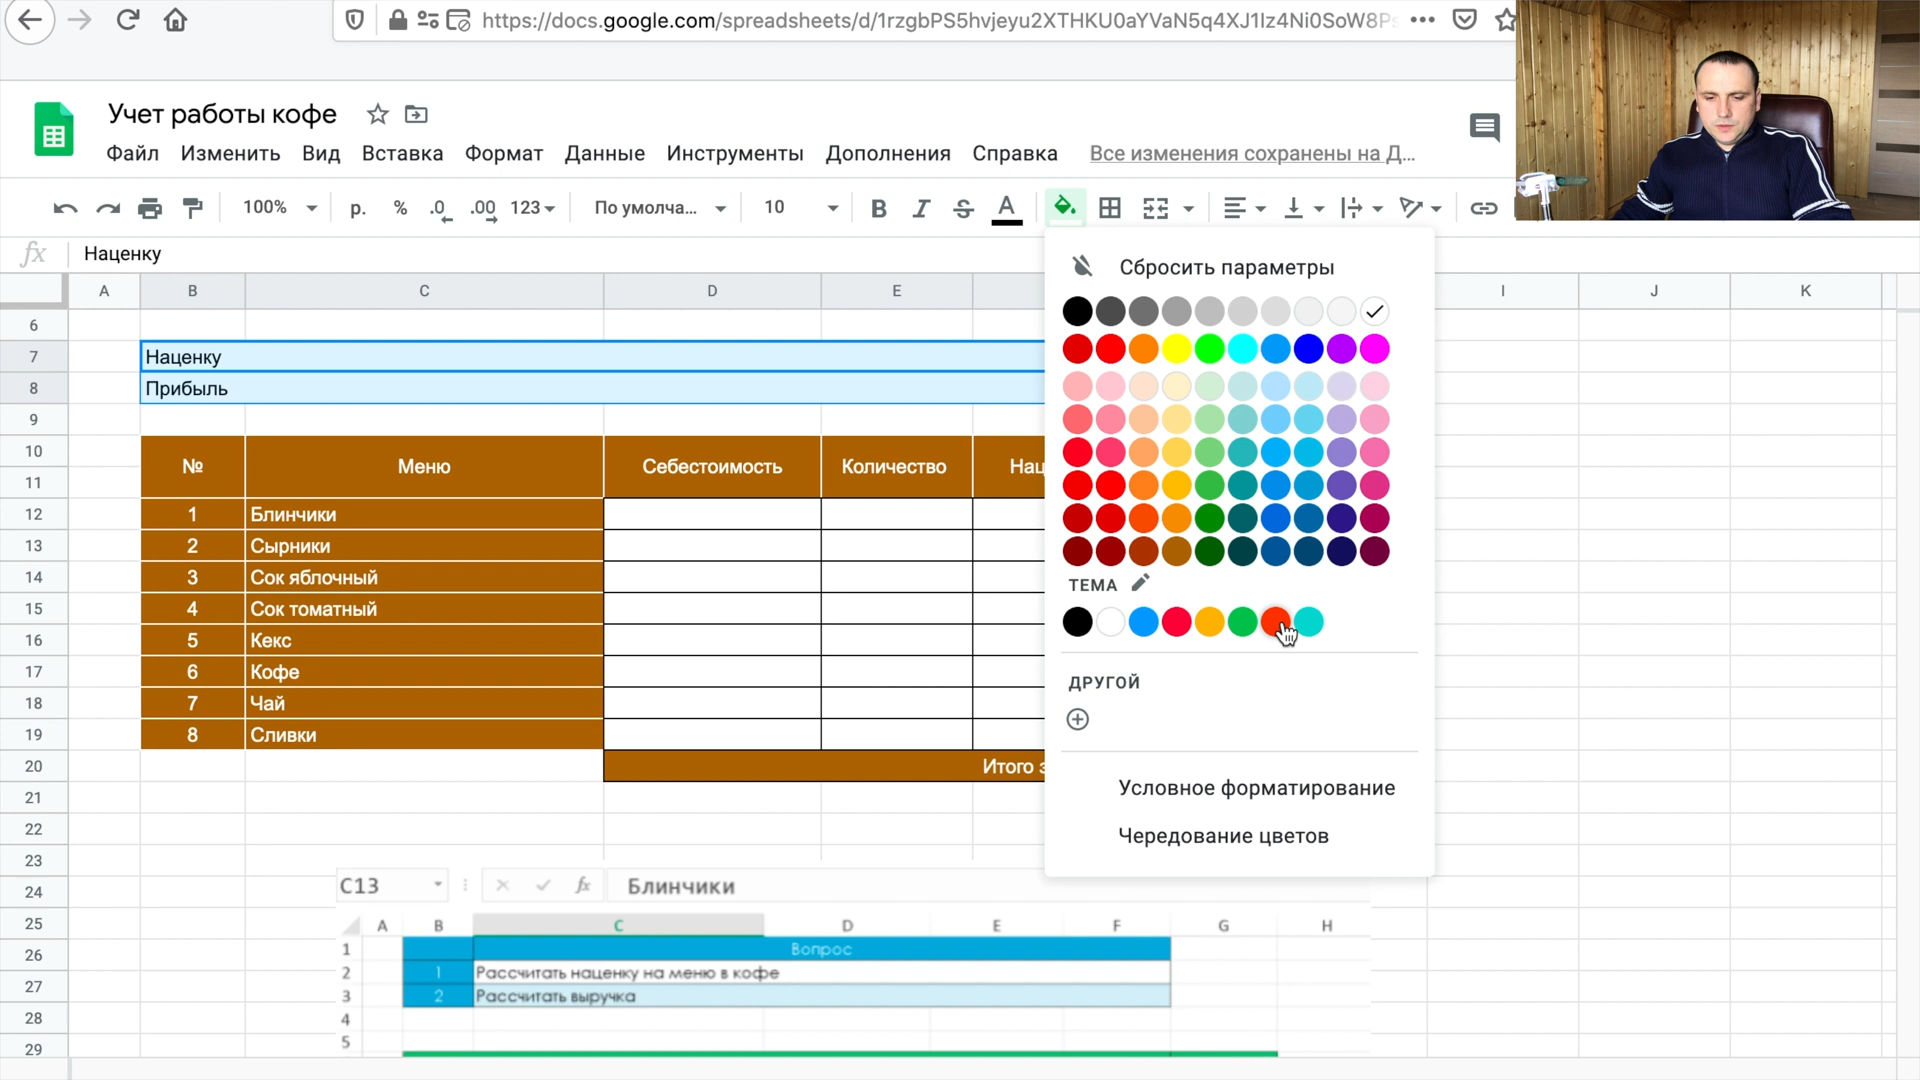 https://docs.google.com/spreadsheets/d/1rzgbPS5hvjeyu2XTHKU0aYVaN5q4XJ1Iz4Ni0SoW8Ps
Учет работы кофе
Файл Изменить Вид Вставка Формат Данные Инструменты Дополнения Справка Все изменения сохранены на Д...
100% р. % .0 .00 123 По умолча... 10 B I S A
fx Наценку
A B C D E I J K
6
7 Наценку
8 Прибыль
9
10 № Меню Себестоимость Количество Нац
11
12 1 Блинчики
13 2 Сырники
14 3 Сок яблочный
15 4 Сок томатный
16 5 Кекс
17 6 Кофе
18 7 Чай
19 8 Сливки
20 Итого з
21
22
23
24
25
26
27
28
29
Сбросить параметры
ТЕМА
ДРУГОЙ
Условное форматирование
Чередование цветов
C13 fx Блинчики
A B C D E F G H
1 Вопрос
2 1 Рассчитать наценку на меню в кофе
3 2 Рассчитать выручка
4
5